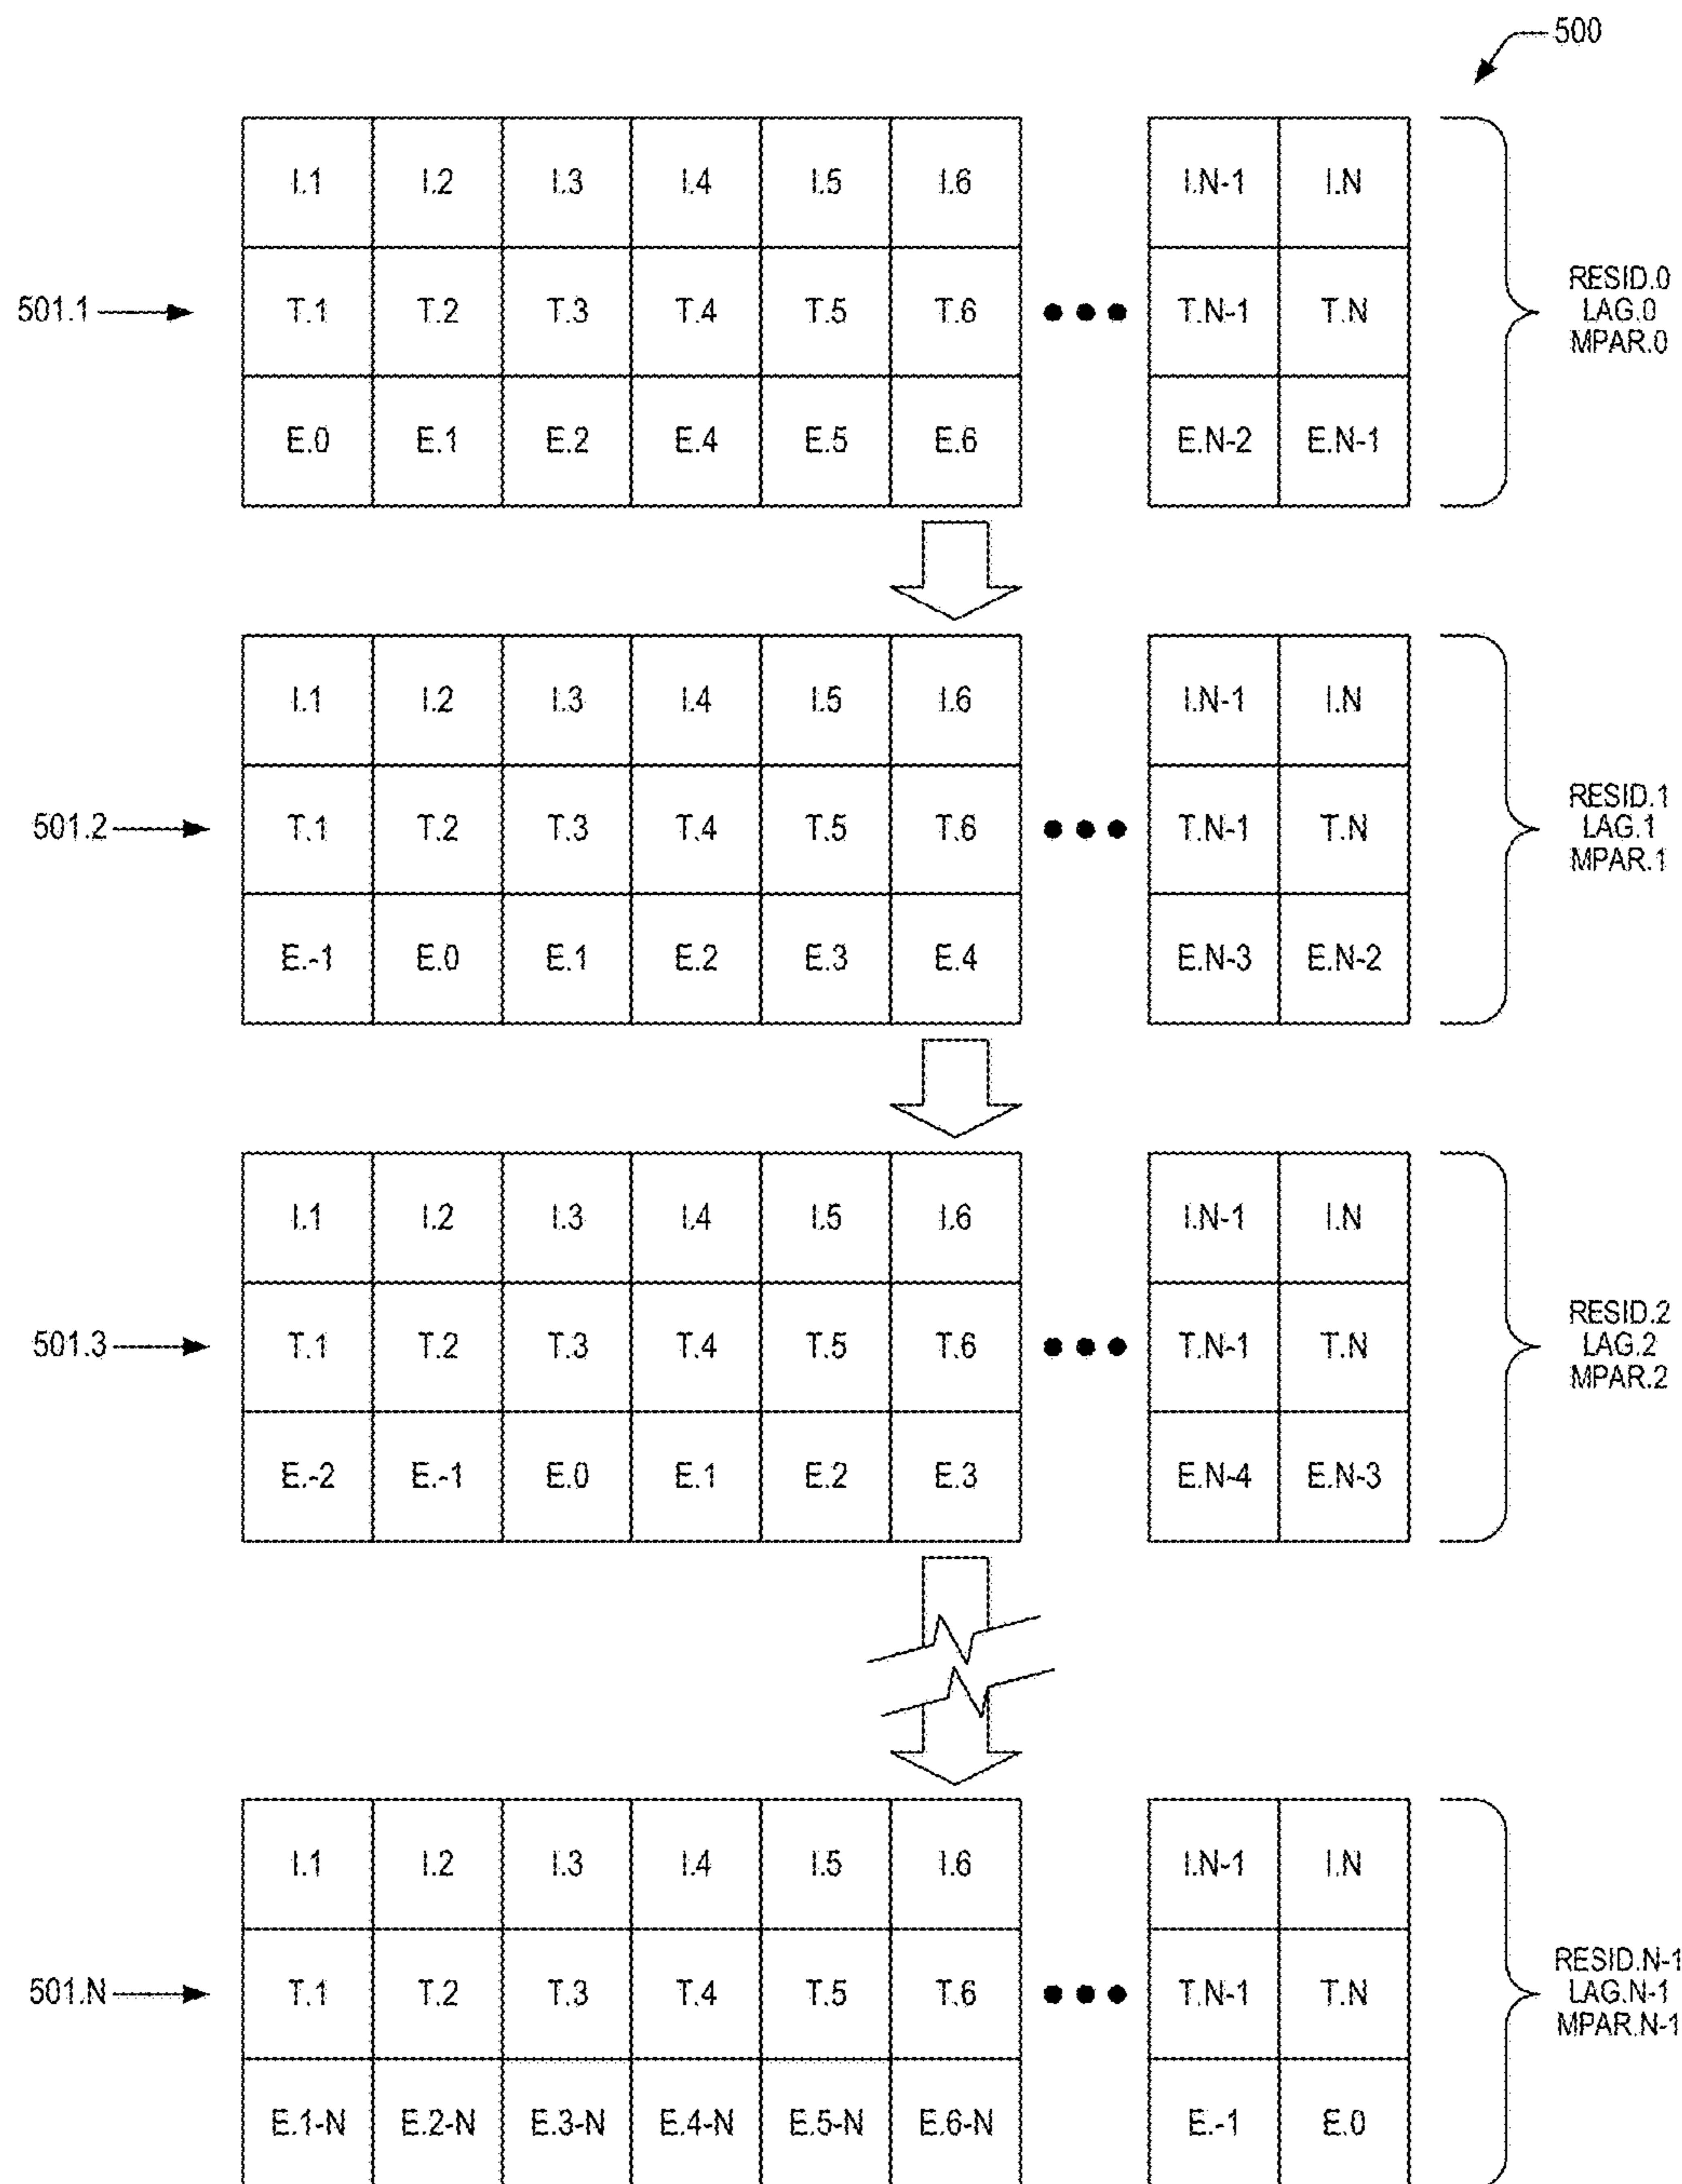 500
I.1 I.2 I.3 I.4 I.5 I.6 I.N-1 I.N
501.1 T.1 T.2 T.3 T.4 T.5 T.6 T.N-1 T.N
E.0 E.1 E.2 E.4 E.5 E.6 E.N-2 E.N-1
RESID.0
LAG.0
MPAR.0
I.1 I.2 I.3 I.4 I.5 I.6 I.N-1 I.N
501.2 T.1 T.2 T.3 T.4 T.5 T.6 T.N-1 T.N
E.-1 E.0 E.1 E.2 E.3 E.4 E.N-3 E.N-2
RESID.1
LAG.1
MPAR.1
I.1 I.2 I.3 I.4 I.5 I.6 I.N-1 I.N
501.3 T.1 T.2 T.3 T.4 T.5 T.6 T.N-1 T.N
E.-2 E.-1 E.0 E.1 E.2 E.3 E.N-4 E.N-3
RESID.2
LAG.2
MPAR.2
I.1 I.2 I.3 I.4 I.5 I.6 I.N-1 I.N
501.N T.1 T.2 T.3 T.4 T.5 T.6 T.N-1 T.N
E.1-N E.2-N E.3-N E.4-N E.5-N E.6-N E.-1 E.0
RESID.N-1
LAG.N-1
MPAR.N-1